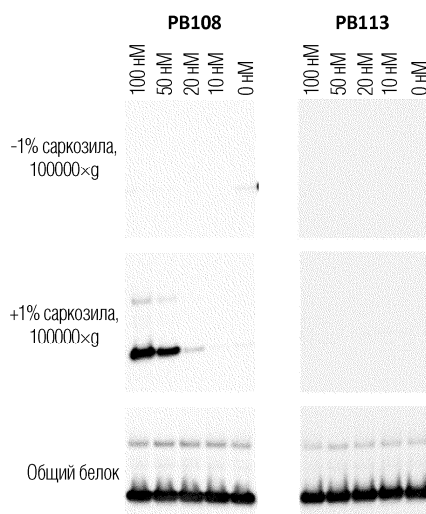 PB108 PB113
100 нМ 50 нМ 20 нМ 10 нМ 0 нМ 100 нМ 50 нМ 20 нМ 10 нМ 0 нМ
-1% саркозила,
100000×g
+1% саркозила,
100000×g
Общий белок